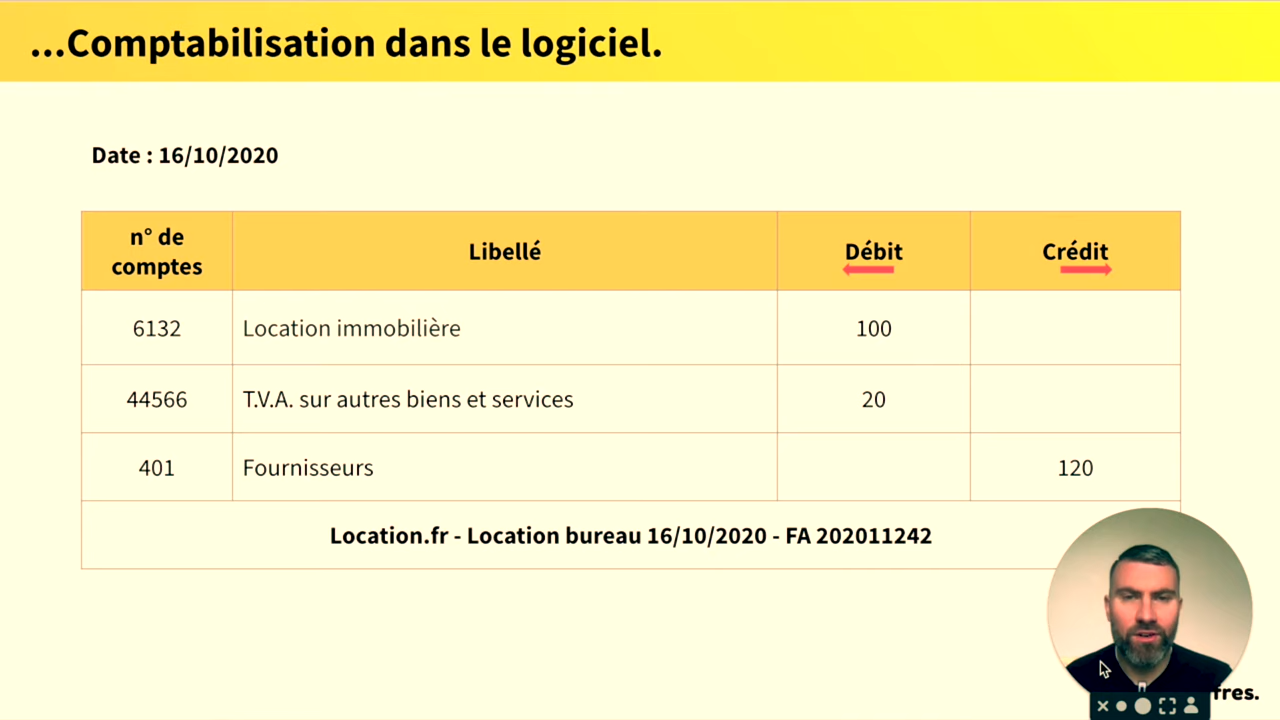 ...Comptabilisation dans le logiciel.
Date : 16/10/2020
n° de comptes Libellé Débit Crédit
6132 Location immobilière 100
44566 T.V.A. sur autres biens et services 20
401 Fournisseurs 120
Location.fr - Location bureau 16/10/2020 - FA 202011242